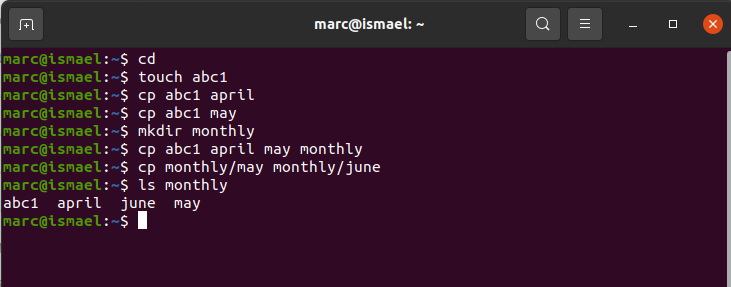 marc@ismael: ~
marc@ismael:~$ cd
marc@ismael:~$ touch abc1
marc@ismael:~$ cp abc1 april
marc@ismael:~$ cp abc1 may
marc@ismael:~$ mkdir monthly
marc@ismael:~$ cp abc1 april may monthly
marc@ismael:~$ cp monthly/may monthly/june
marc@ismael:~$ ls monthly
abc1  april  june  may
marc@ismael:~$